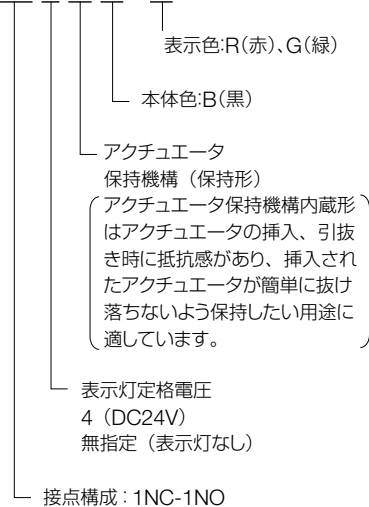 表示色:R(赤)、G(緑)
本体色:B(黒)
アクチュエータ
保持機構（保持形）
アクチュエータ保持機構内蔵形
はアクチュエータの挿入、引抜
き時に抵抗感があり、挿入され
たアクチュエータが簡単に抜け
落ちないよう保持したい用途に
適しています。
表示灯定格電圧
4（DC24V）
無指定（表示灯なし）
接点構成：1NC-1NO